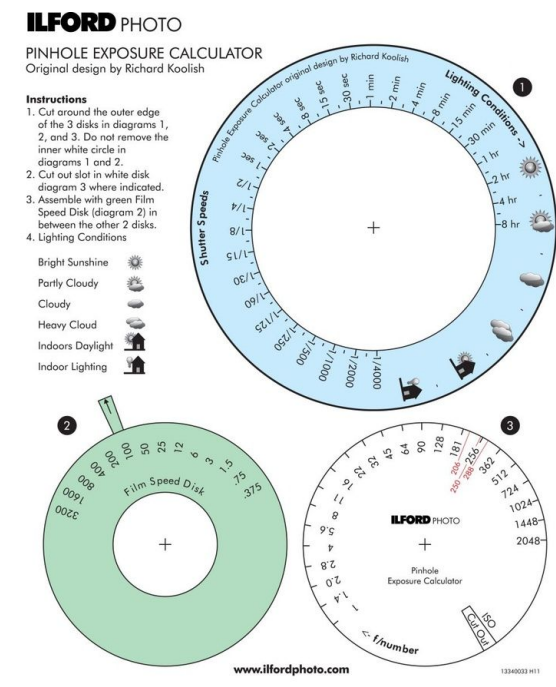 ILFORD PHOTO
PINHOLE EXPOSURE CALCULATOR
Original design by Richard Koolish
Instructions
1. Cut around the outer edge
of the 3 disks in diagrams 1,
2, and 3. Do not remove the
inner white circle in
diagrams 1 and 2.
2. Cut out slot in white disk
diagram 3 where indicated.
3. Assemble with green Film
Speed Disk (diagram 2) in
between the other 2 disks.
4. Lighting Conditions
Bright Sunshine
Partly Cloudy
Cloudy
Heavy Cloud
Indoors Daylight
Indoor Lighting
1
Pinhole Exposure Calculator original design by Richard Koolish
Lighting Conditions ->
Shutter Speeds
1/4000
1/2000
1/1000
1/500
1/250
1/125
1/60
1/30
1/15
1/8
1/4
1/2
1 sec
2 sec
4 sec
8 sec
15 sec
30 sec
1 min
2 min
4 min
8 min
15 min
30 min
1 hr
2 hr
4 hr
8 hr
2
Film Speed Disk
3200
1600
800
400
200
100
50
25
12
6
3
1.5
.75
.375
3
1
1.4
2.0
2.8
4
5.6
8
11
16
22
32
45
64
90
128
181
206
250
256
288
362
512
724
1024
1448
2048
ILFORD PHOTO
Pinhole
Exposure Calculator
ISO
Cut Out
<- f/number
www.ilfordphoto.com
13340033 H11